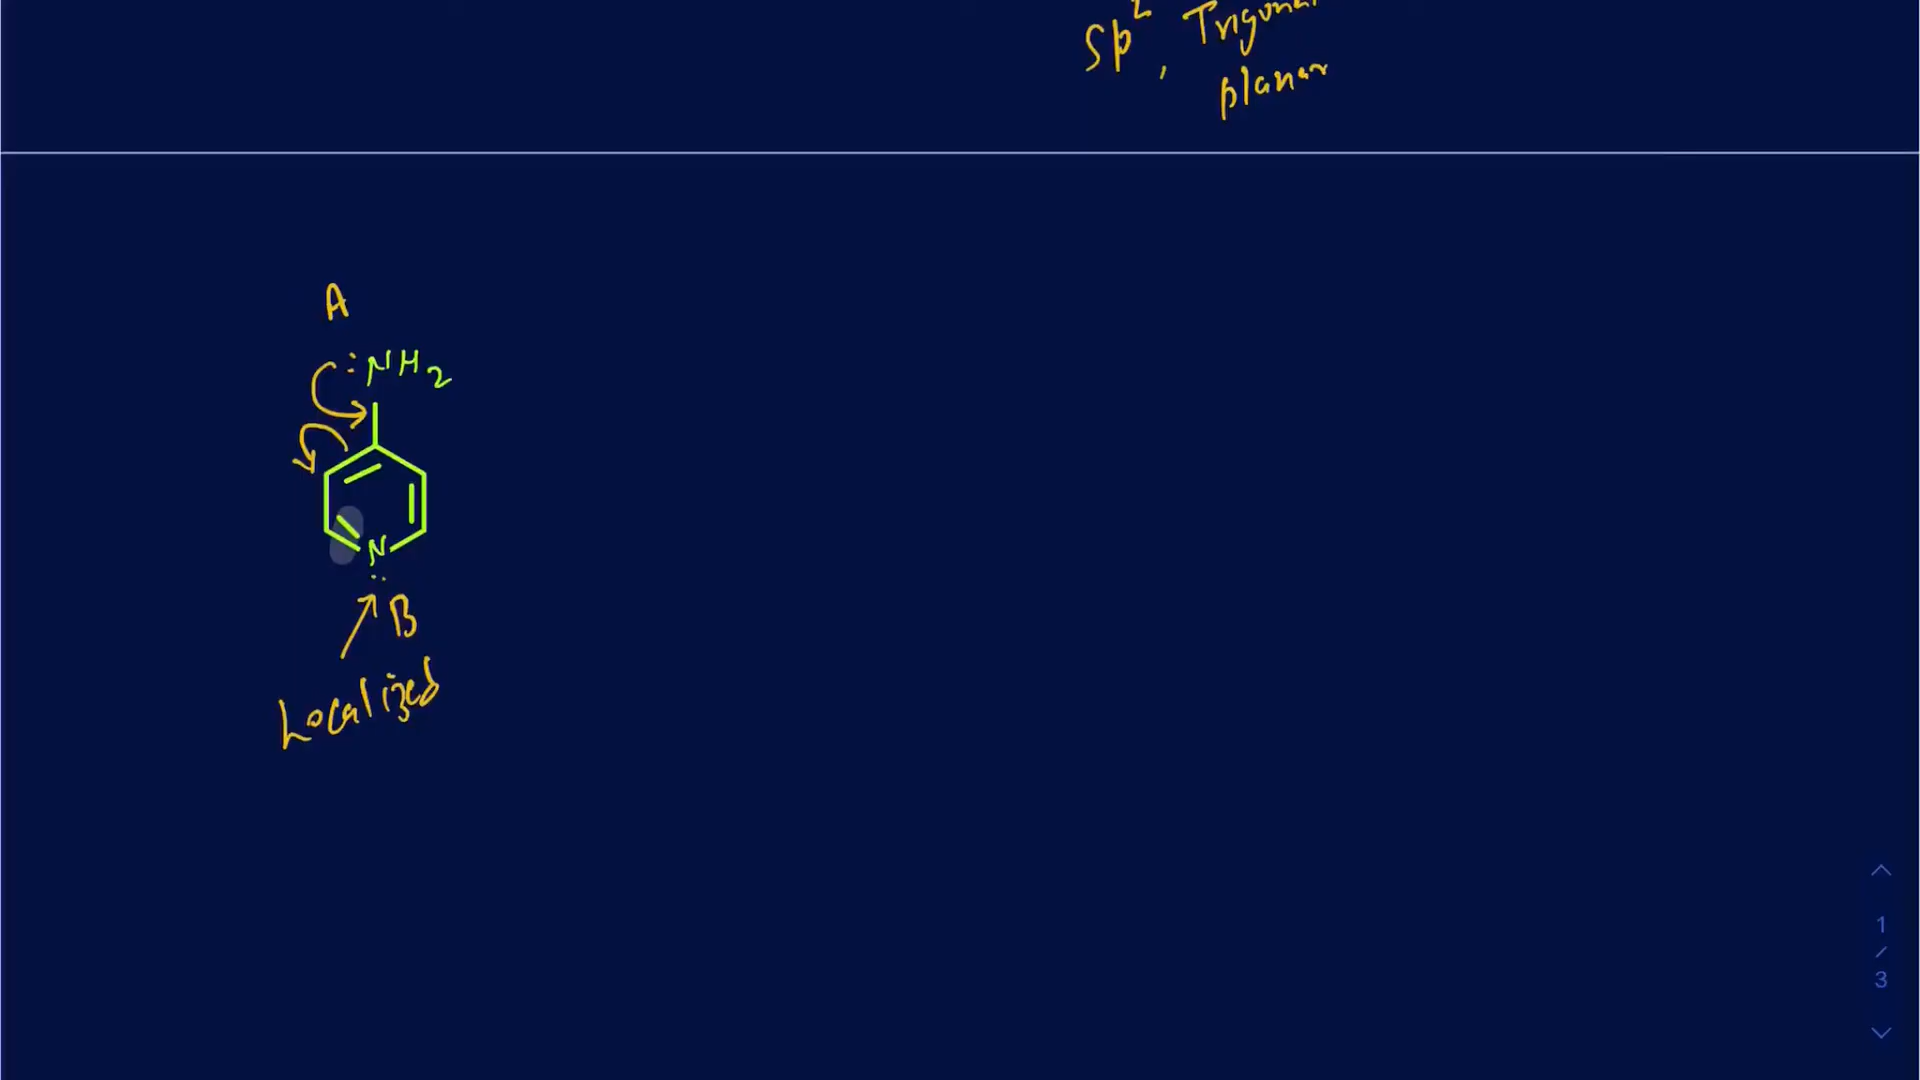 Sp2, Trigonal
planar
A
:NH2
N
..
B
Localized
1
/
3